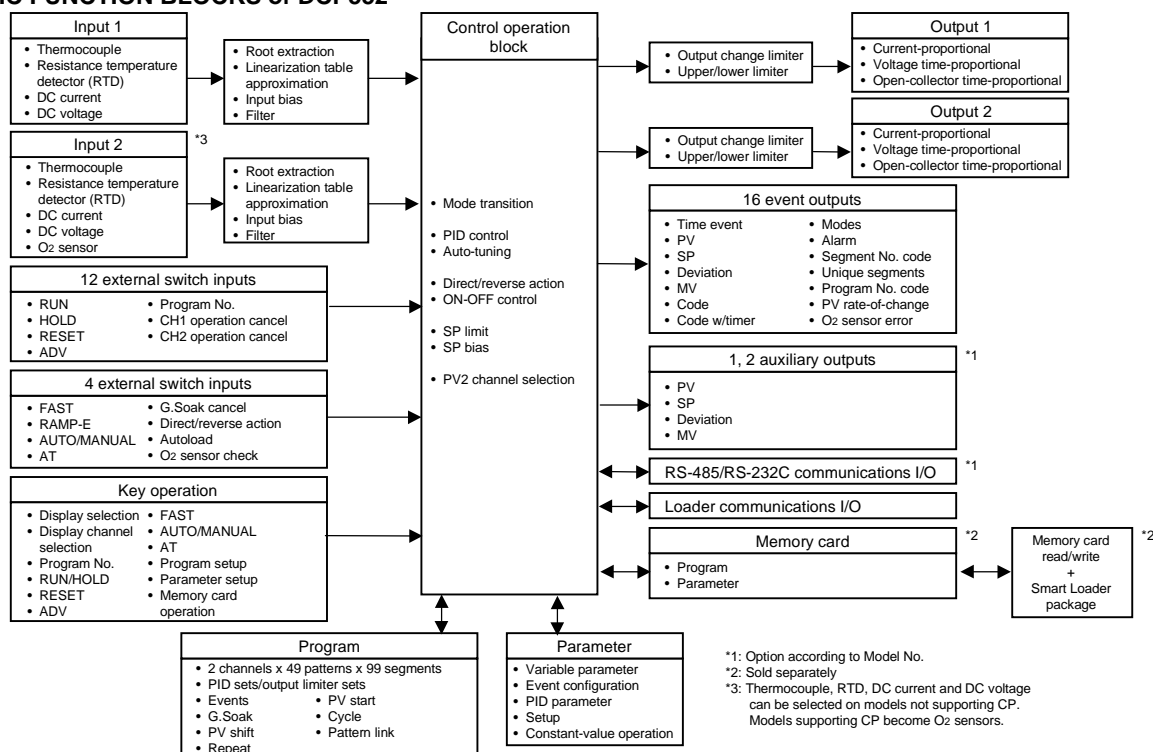 Input 1
• Thermocouple
• Resistance temperature
detector (RTD)
• DC current
• DC voltage
• Root extraction
• Linearization table
approximation
• Input bias
• Filter
Input 2
*3
• Thermocouple
• Resistance temperature
detector (RTD)
• DC current
• DC voltage
• O2 sensor
• Root extraction
• Linearization table
approximation
• Input bias
• Filter
12 external switch inputs
• RUN
• HOLD
• RESET
• ADV
• Program No.
• CH1 operation cancel
• CH2 operation cancel
4 external switch inputs
• FAST
• RAMP-E
• AUTO/MANUAL
• AT
• G.Soak cancel
• Direct/reverse action
• Autoload
• O2 sensor check
Key operation
• Display selection
• Display channel
selection
• Program No.
• RUN/HOLD
• RESET
• ADV
• FAST
• AUTO/MANUAL
• AT
• Program setup
• Parameter setup
• Memory card
operation
Control operation
block
• Mode transition
• PID control
• Auto-tuning
• Direct/reverse action
• ON-OFF control
• SP limit
• SP bias
• PV2 channel selection
• Output change limiter
• Upper/lower limiter
Output 1
• Current-proportional
• Voltage time-proportional
• Open-collector time-proportional
• Output change limiter
• Upper/lower limiter
Output 2
• Current-proportional
• Voltage time-proportional
• Open-collector time-proportional
16 event outputs
• Time event
• PV
• SP
• Deviation
• MV
• Code
• Code w/timer
• Modes
• Alarm
• Segment No. code
• Unique segments
• Program No. code
• PV rate-of-change
• O2 sensor error
1, 2 auxiliary outputs
*1
• PV
• SP
• Deviation
• MV
RS-485/RS-232C communications I/O
*1
Loader communications I/O
Memory card
*2
• Program
• Parameter
Memory card
read/write
+
Smart Loader
package
*2
Program
• 2 channels x 49 patterns x 99 segments
• PID sets/output limiter sets
• Events
• G.Soak
• PV shift
• Repeat
• PV start
• Cycle
• Pattern link
Parameter
• Variable parameter
• Event configuration
• PID parameter
• Setup
• Constant-value operation
*1: Option according to Model No.
*2: Sold separately
*3: Thermocouple, RTD, DC current and DC voltage
can be selected on models not supporting CP.
Models supporting CP become O2 sensors.